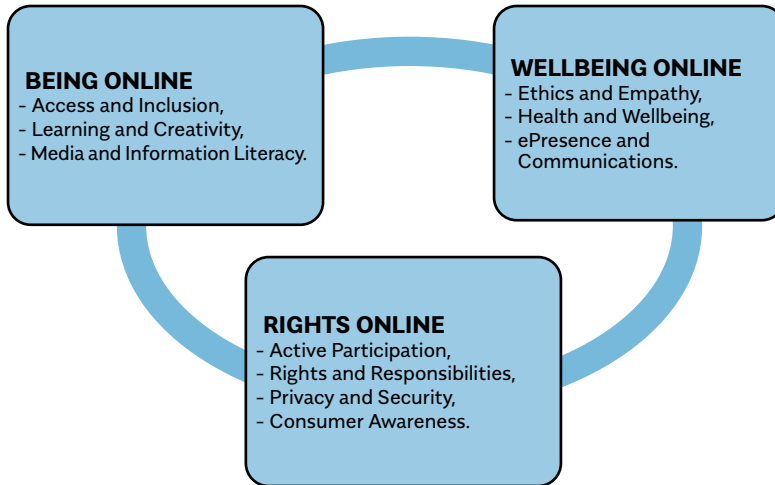 BEING ONLINE
- Access and Inclusion,
- Learning and Creativity,
- Media and Information Literacy.
WELLBEING ONLINE
- Ethics and Empathy,
- Health and Wellbeing,
- ePresence and
Communications.
RIGHTS ONLINE
- Active Participation,
- Rights and Responsibilities,
- Privacy and Security,
- Consumer Awareness.